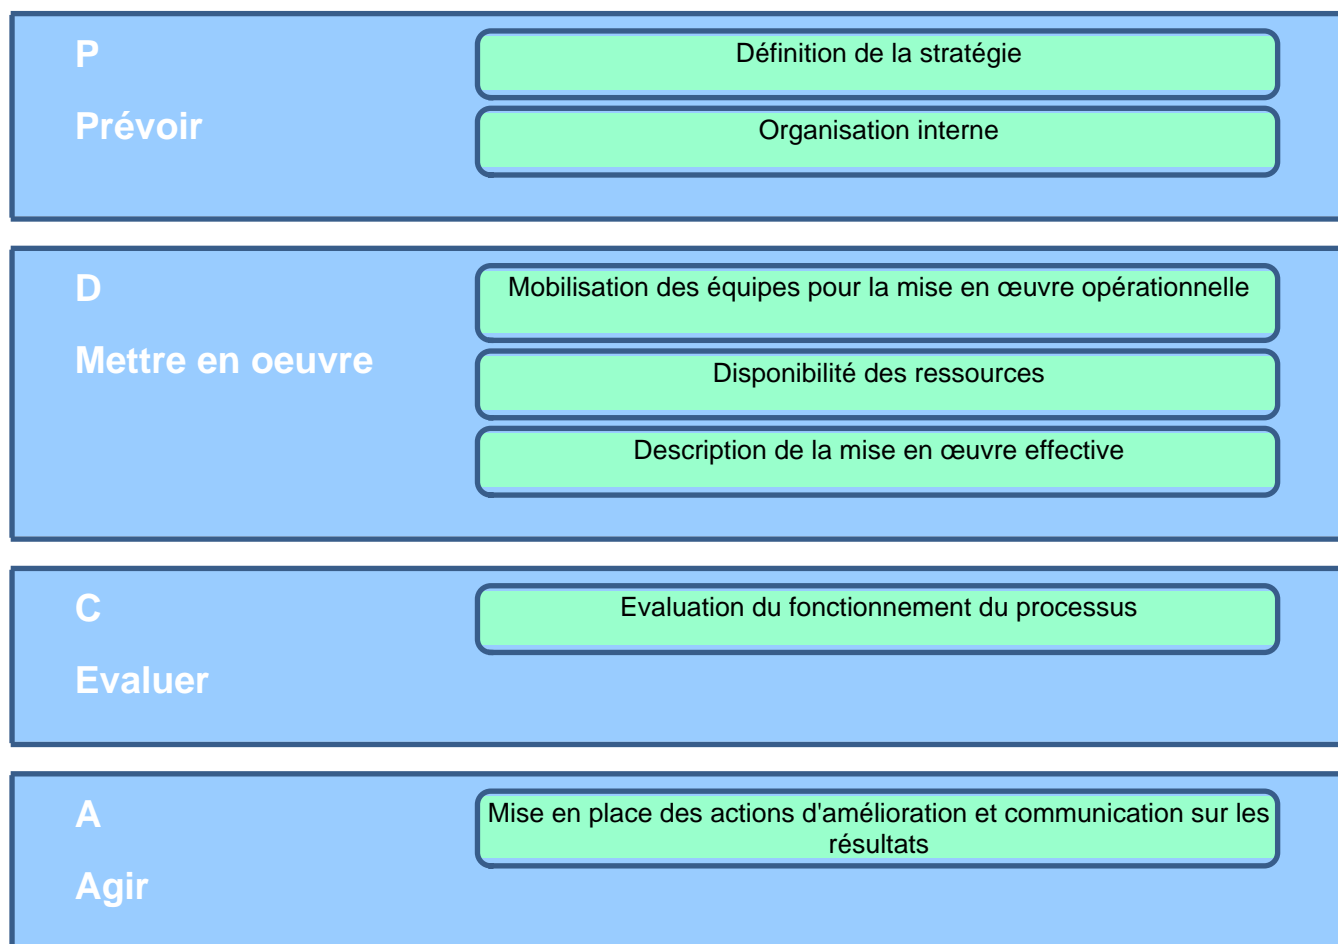 P
Définition de la stratégie
Prévoir
Organisation interne
D
Mobilisation des équipes pour la mise en œuvre opérationnelle
Mettre en oeuvre
Disponibilité des ressources
Description de la mise en œuvre effective
C
Evaluation du fonctionnement du processus
Evaluer
A
Mise en place des actions d'amélioration et communication sur les
résultats
Agir